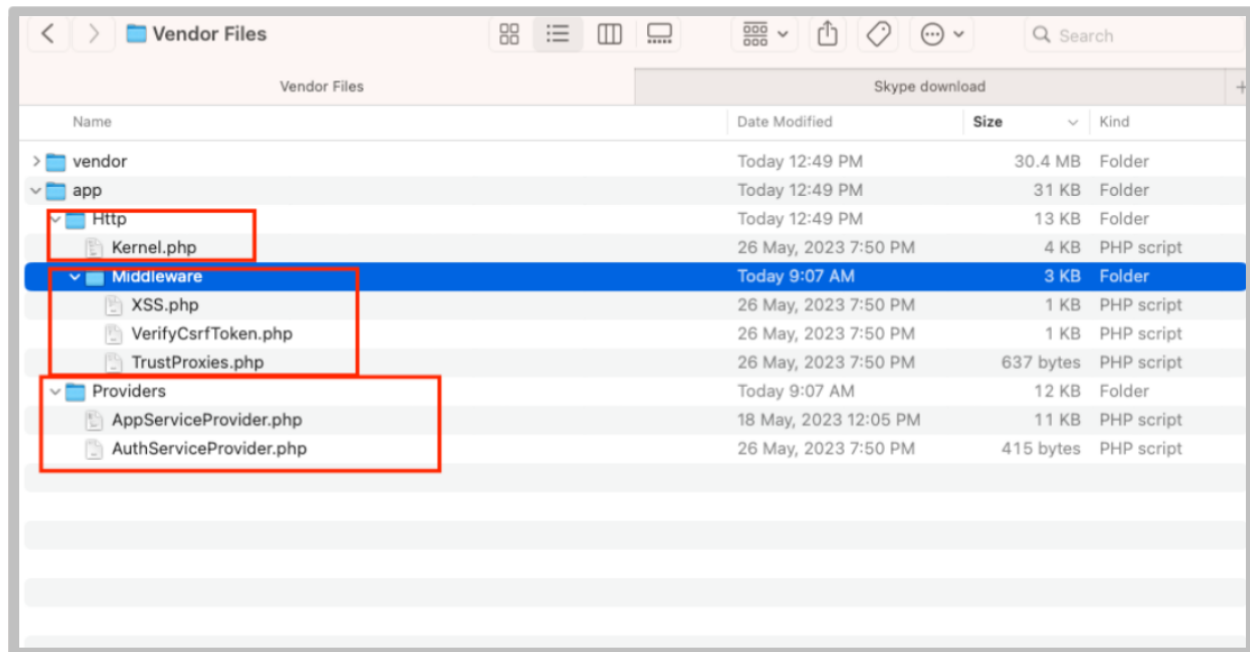 Vendor Files
Search
Vendor Files Skype download
Name Date Modified Size Kind
vendor Today 12:49 PM 30.4 MB Folder
app Today 12:49 PM 31 KB Folder
Http Today 12:49 PM 13 KB Folder
Kernel.php 26 May, 2023 7:50 PM 4 KB PHP script
Middleware Today 9:07 AM 3 KB Folder
XSS.php 26 May, 2023 7:50 PM 1 KB PHP script
VerifyCsrfToken.php 26 May, 2023 7:50 PM 1 KB PHP script
TrustProxies.php 26 May, 2023 7:50 PM 637 bytes PHP script
Providers Today 9:07 AM 12 KB Folder
AppServiceProvider.php 18 May, 2023 12:05 PM 11 KB PHP script
AuthServiceProvider.php 26 May, 2023 7:50 PM 415 bytes PHP script